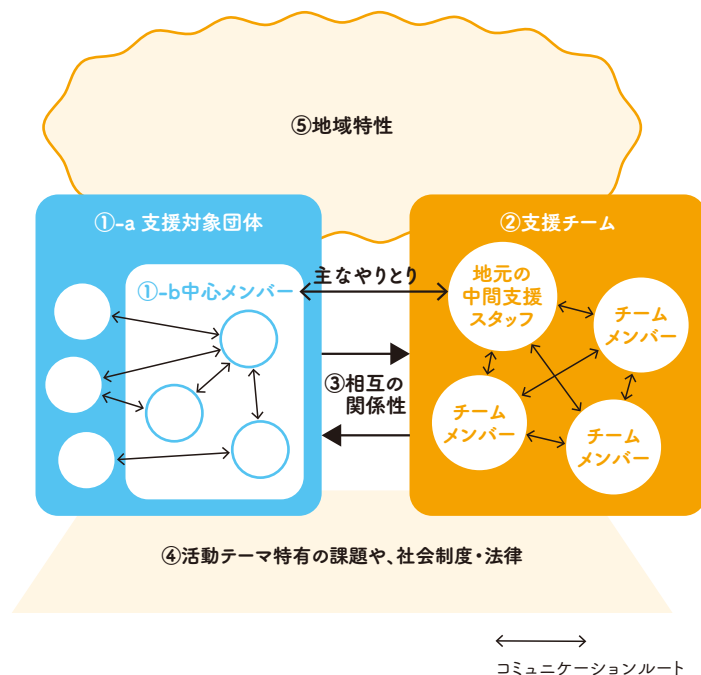 ⑤地域特性
①-a 支援対象団体
②支援チーム
①-b中心メンバー
主なやりとり
地元の
中間支援
スタッフ
チーム
メンバー
③相互の
関係性
チーム
メンバー
チーム
メンバー
④活動テーマ特有の課題や、社会制度・法律
コミュニケーションルート